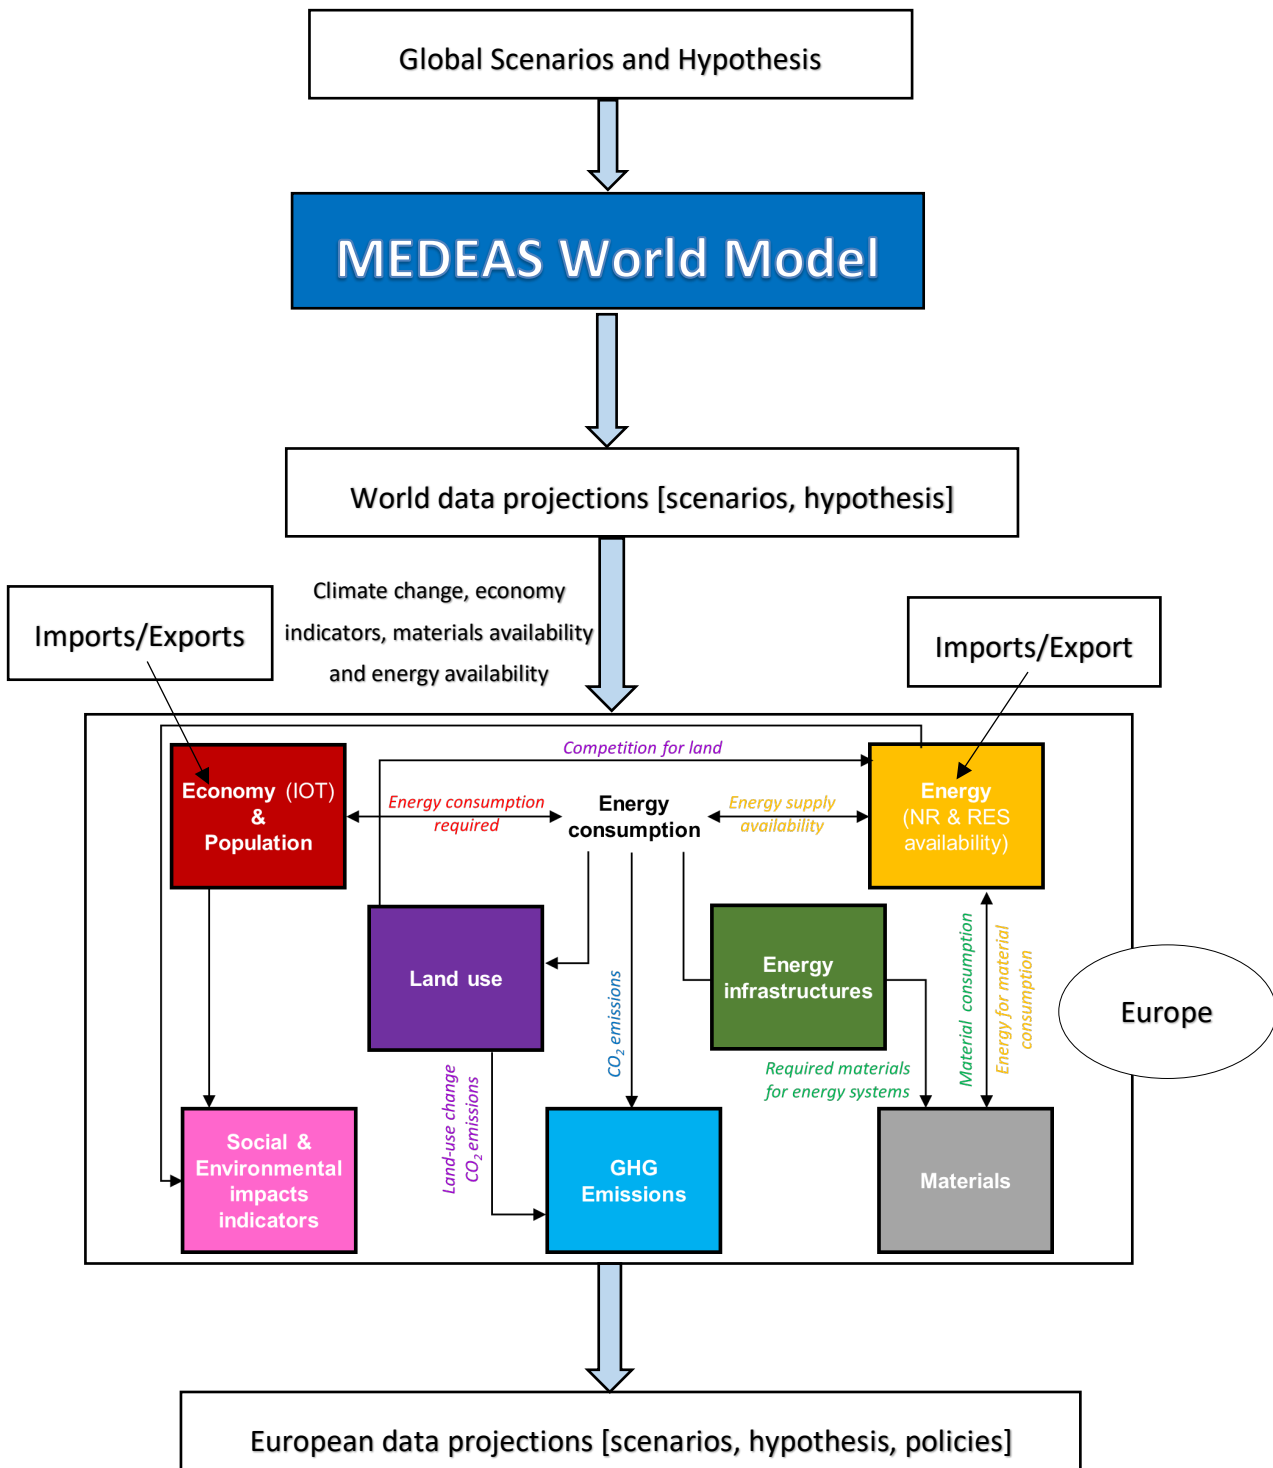 Global Scenarios and Hypothesis
MEDEAS World Model
World data projections [scenarios, hypothesis]
Climate change, economy
indicators, materials availability
and energy availability
Imports/Exports
Imports/Export
Competition for land
Economy (IOT)
&
Population
Energy consumption
required
Energy
consumption
Energy supply
availability
Energy
(NR & RES
availability)
Land use
Energy
infrastructures
Material consumption
Energy for material
consumption
Europe
CO₂ emissions
Required materials
for energy systems
Land-use change
CO₂ emissions
Social &
Environmental
impacts
indicators
GHG
Emissions
Materials
European data projections [scenarios, hypothesis, policies]